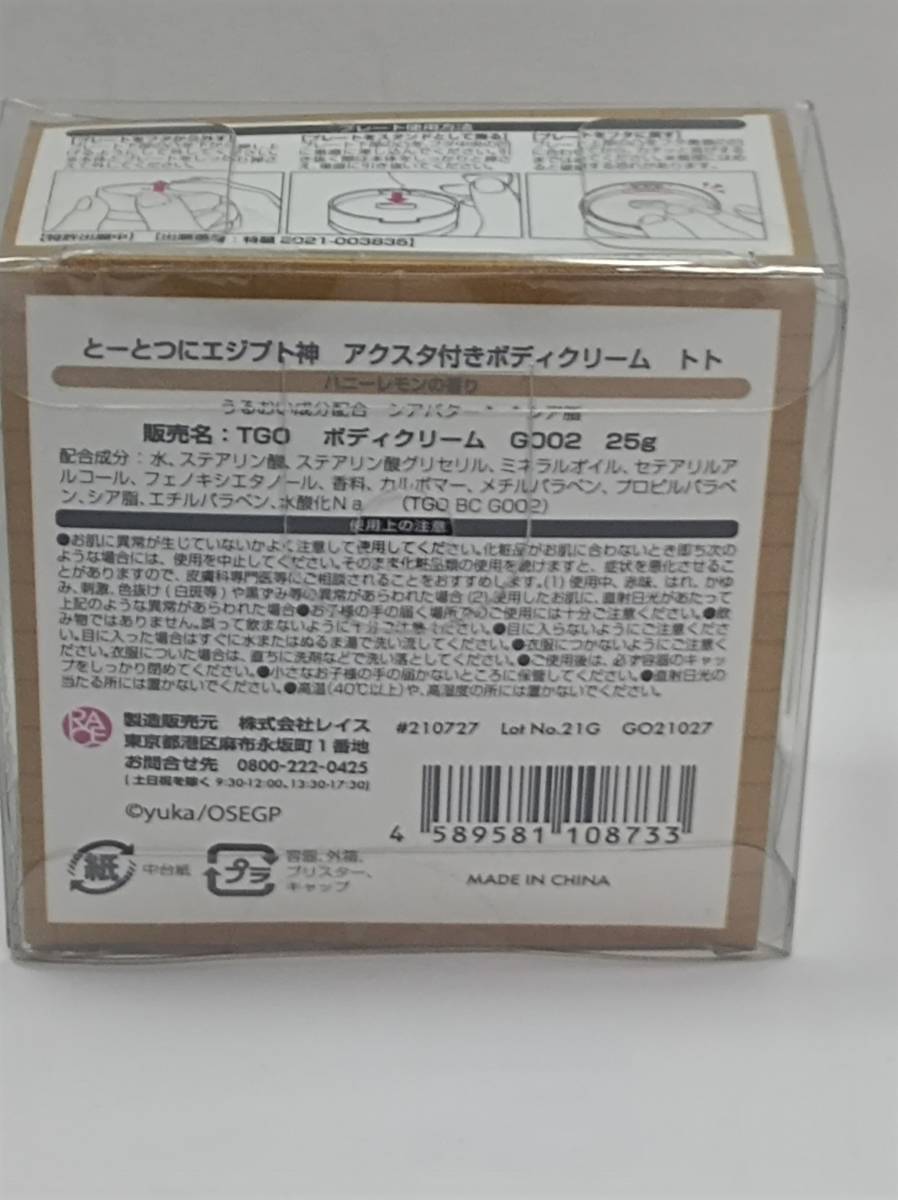 プレート使用方法
[プレートをフタから外す]
[プレートをスタンドとして飾る]
[プレートをフタに戻す]
【特許出願中】 [出願番号：特願 2021-003835]
とーとつにエジプト神 アクスタ付きボディクリーム トト
ハニーレモンの香り
うるおい成分配合 シアバター シア脂
販売名：TGO ボディクリーム G002 25g
配合成分：水、ステアリン酸、ステアリン酸グリセリル、ミネラルオイル、セテアリルア
ルコール、フェノキシエタノール、香料、カルボマー、メチルパラベン、プロピルパラベ
ン、シア脂、エチルパラベン、水酸化Na (TGO BC G002)
使用上の注意
●お肌に異常が生じていないかよく注意して使用してください。化粧品がお肌に合わないとき即ち次の
ような場合には、使用を中止してください。そのまま化粧品類の使用を続けますと、症状を悪化させるこ
とがありますので、皮膚科専門医等にご相談されることをおすすめします。(1)使用中、赤味、はれ、かゆ
み、刺激、色抜け(白斑等)や黒ずみ等の異常があらわれた場合(2)使用したお肌に、直射日光があたって
上記のような異常があらわれた場合●お子様の手の届く場所でのご使用には十分ご注意ください。●飲
み物ではありません。誤って飲まないように十分ご注意ください。●目に入らないようにご注意くださ
い。目に入った場合はすぐに水またはぬるま湯で洗い流してください。●衣服につかないようにご注意く
ださい。衣服についた場合は、直ちに洗剤などで洗い落としてください。●ご使用後は、必ず容器のキャッ
プをしっかり閉めてください。●小さなお子様の手の届かないところに保管してください。●直射日光の
当たる所には置かないでください。●高温(40℃以上)や、高湿度の所には置かないでください。
RACE
製造販売元 株式会社レイス #210727 Lot No.21G GO21027
東京都港区麻布永坂町1番地
お問合せ先 0800-222-0425
[土日祝を除く 9:30-12:00、13:30-17:30]
©yuka/OSEGP
4 589581 108733
紙 中台紙
プラ 容器、外箱、
ブリスター、
キャップ
MADE IN CHINA